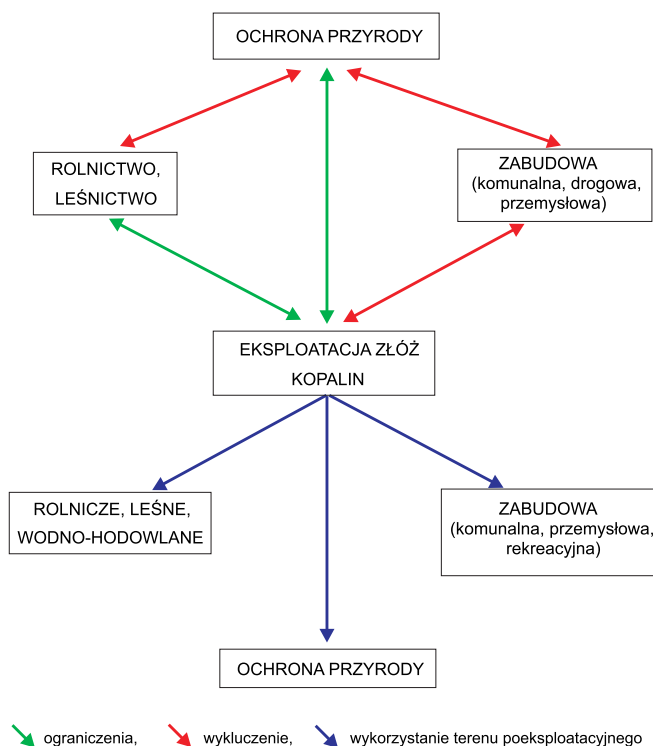 OCHRONA PRZYRODY
ROLNICTWO,
LEŚNICTWO
ZABUDOWA
(komunalna, drogowa,
przemysłowa)
EKSPLOATACJA ZŁÓŻ
KOPALIN
ROLNICZE, LEŚNE,
WODNO-HODOWLANE
ZABUDOWA
(komunalna, przemysłowa,
rekreacyjna)
OCHRONA PRZYRODY
ograniczenia, wykluczenie, wykorzystanie terenu poeksploatacyjnego